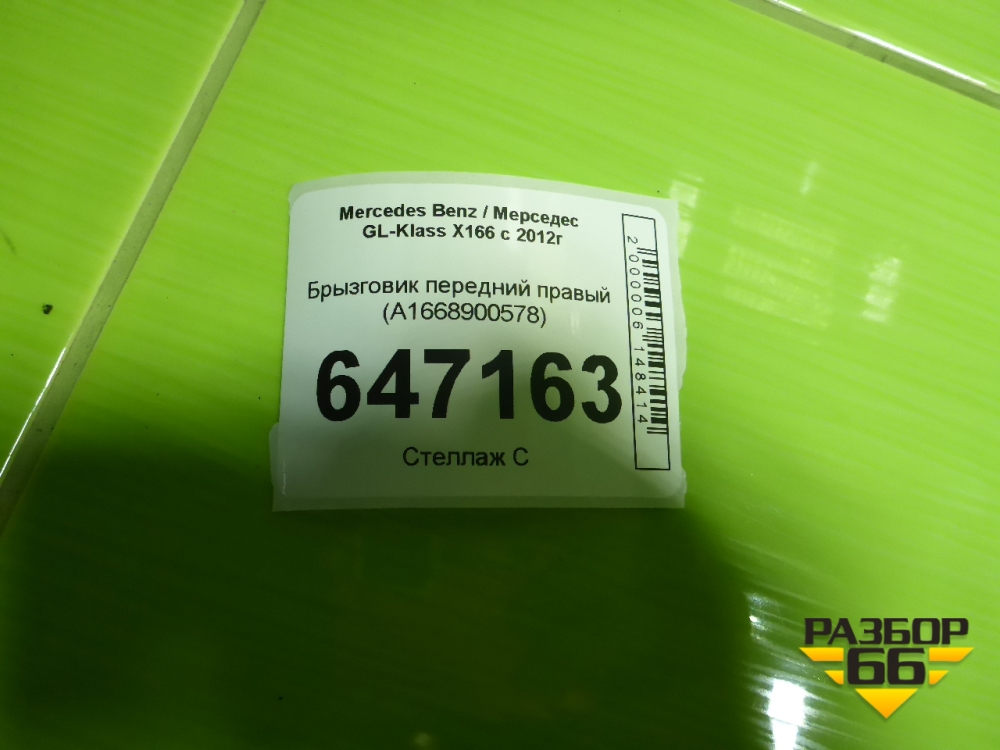 Mercedes Benz / Мерседес
GL-Klass X166 с 2012г
Брызговик передний правый
(A1668900578)
647163
Стеллаж С
2000006148414
РАЗБОР
66